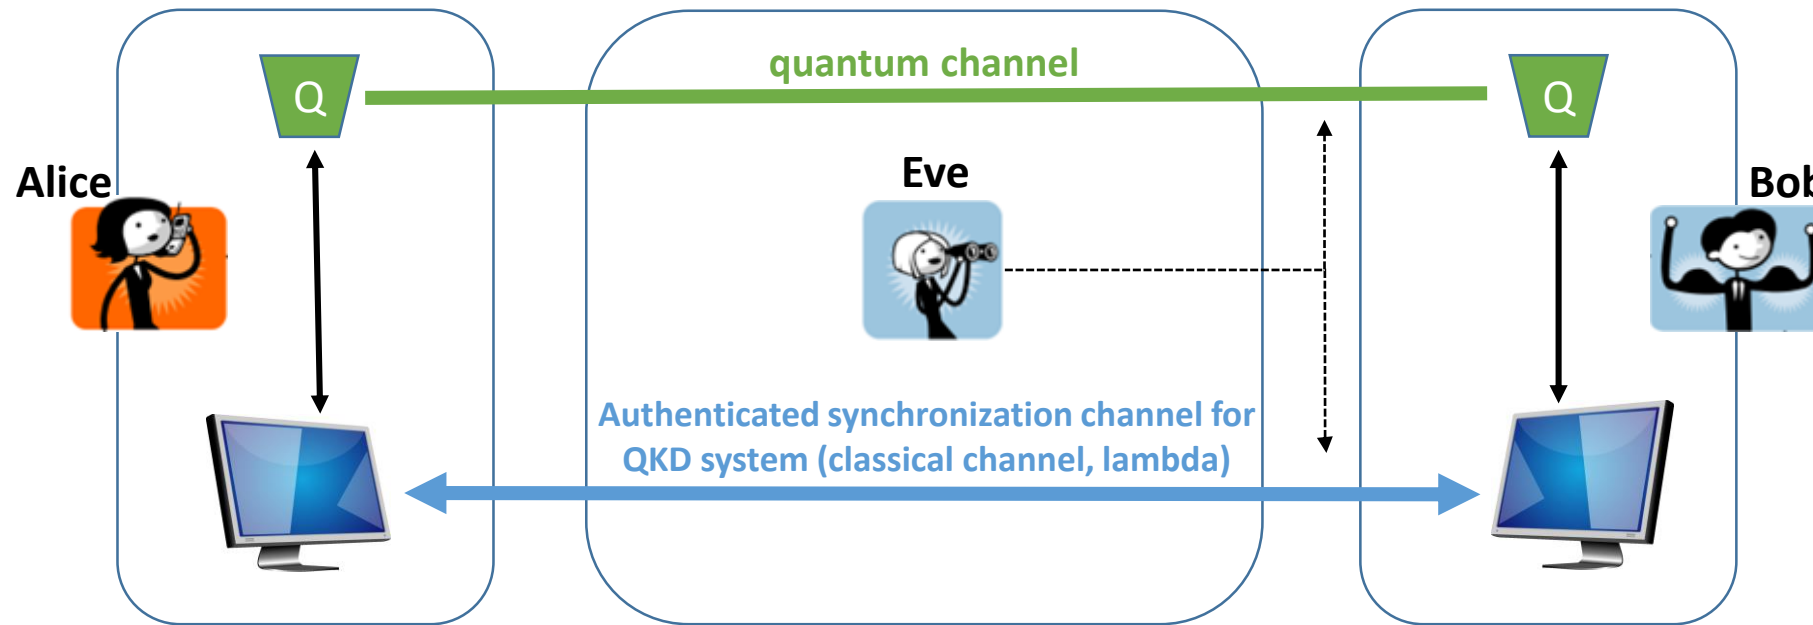 quantum channel
Q
Q
Alice
Eve
Bob
Authenticated synchronization channel for
QKD system (classical channel, lambda)